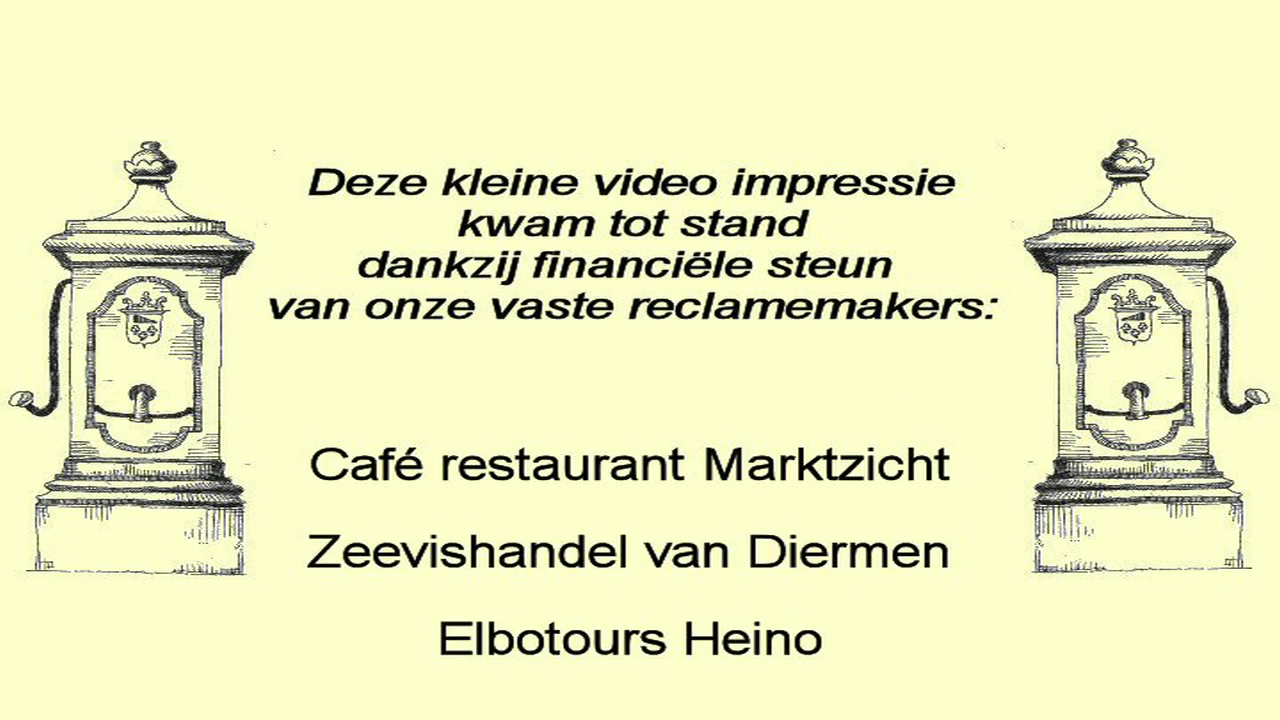 Deze kleine video impressie
kwam tot stand
dankzij financiële steun
van onze vaste reclamemakers:
Café restaurant Marktzicht
Zeevishandel van Diermen
Elbotours Heino